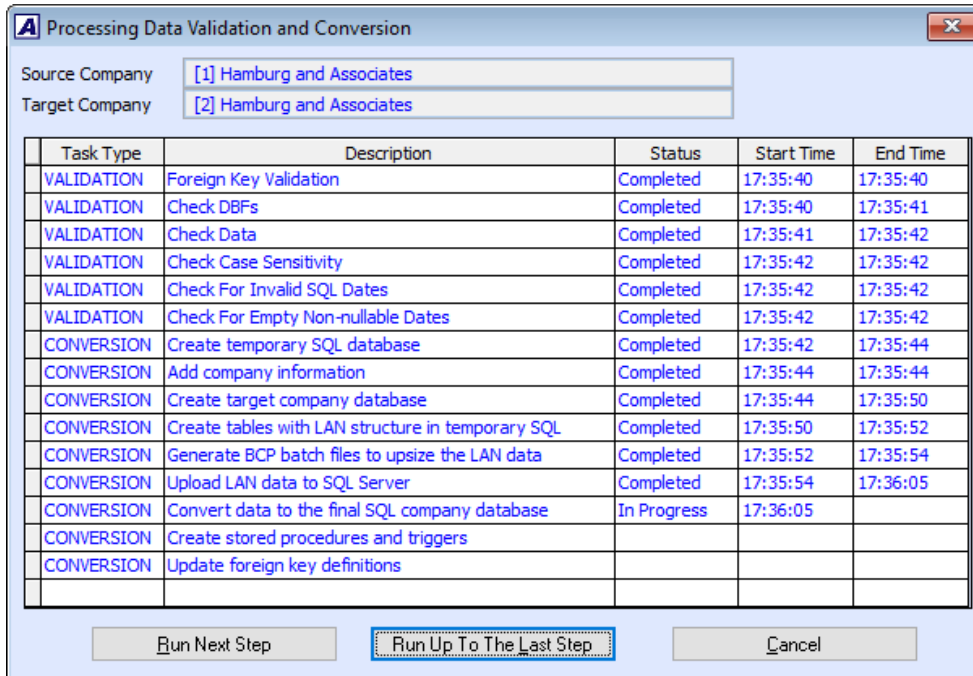 Processing Data Validation and Conversion
Source Company [1] Hamburg and Associates
Target Company [2] Hamburg and Associates
Task Type Description Status Start Time End Time
VALIDATION Foreign Key Validation Completed 17:35:40 17:35:40
VALIDATION Check DBFs Completed 17:35:40 17:35:41
VALIDATION Check Data Completed 17:35:41 17:35:42
VALIDATION Check Case Sensitivity Completed 17:35:42 17:35:42
VALIDATION Check For Invalid SQL Dates Completed 17:35:42 17:35:42
VALIDATION Check For Empty Non-nullable Dates Completed 17:35:42 17:35:42
CONVERSION Create temporary SQL database Completed 17:35:42 17:35:44
CONVERSION Add company information Completed 17:35:44 17:35:44
CONVERSION Create target company database Completed 17:35:44 17:35:50
CONVERSION Create tables with LAN structure in temporary SQL Completed 17:35:50 17:35:52
CONVERSION Generate BCP batch files to upsize the LAN data Completed 17:35:52 17:35:54
CONVERSION Upload LAN data to SQL Server Completed 17:35:54 17:36:05
CONVERSION Convert data to the final SQL company database In Progress 17:36:05
CONVERSION Create stored procedures and triggers
CONVERSION Update foreign key definitions
Run Next Step Run Up To The Last Step Cancel